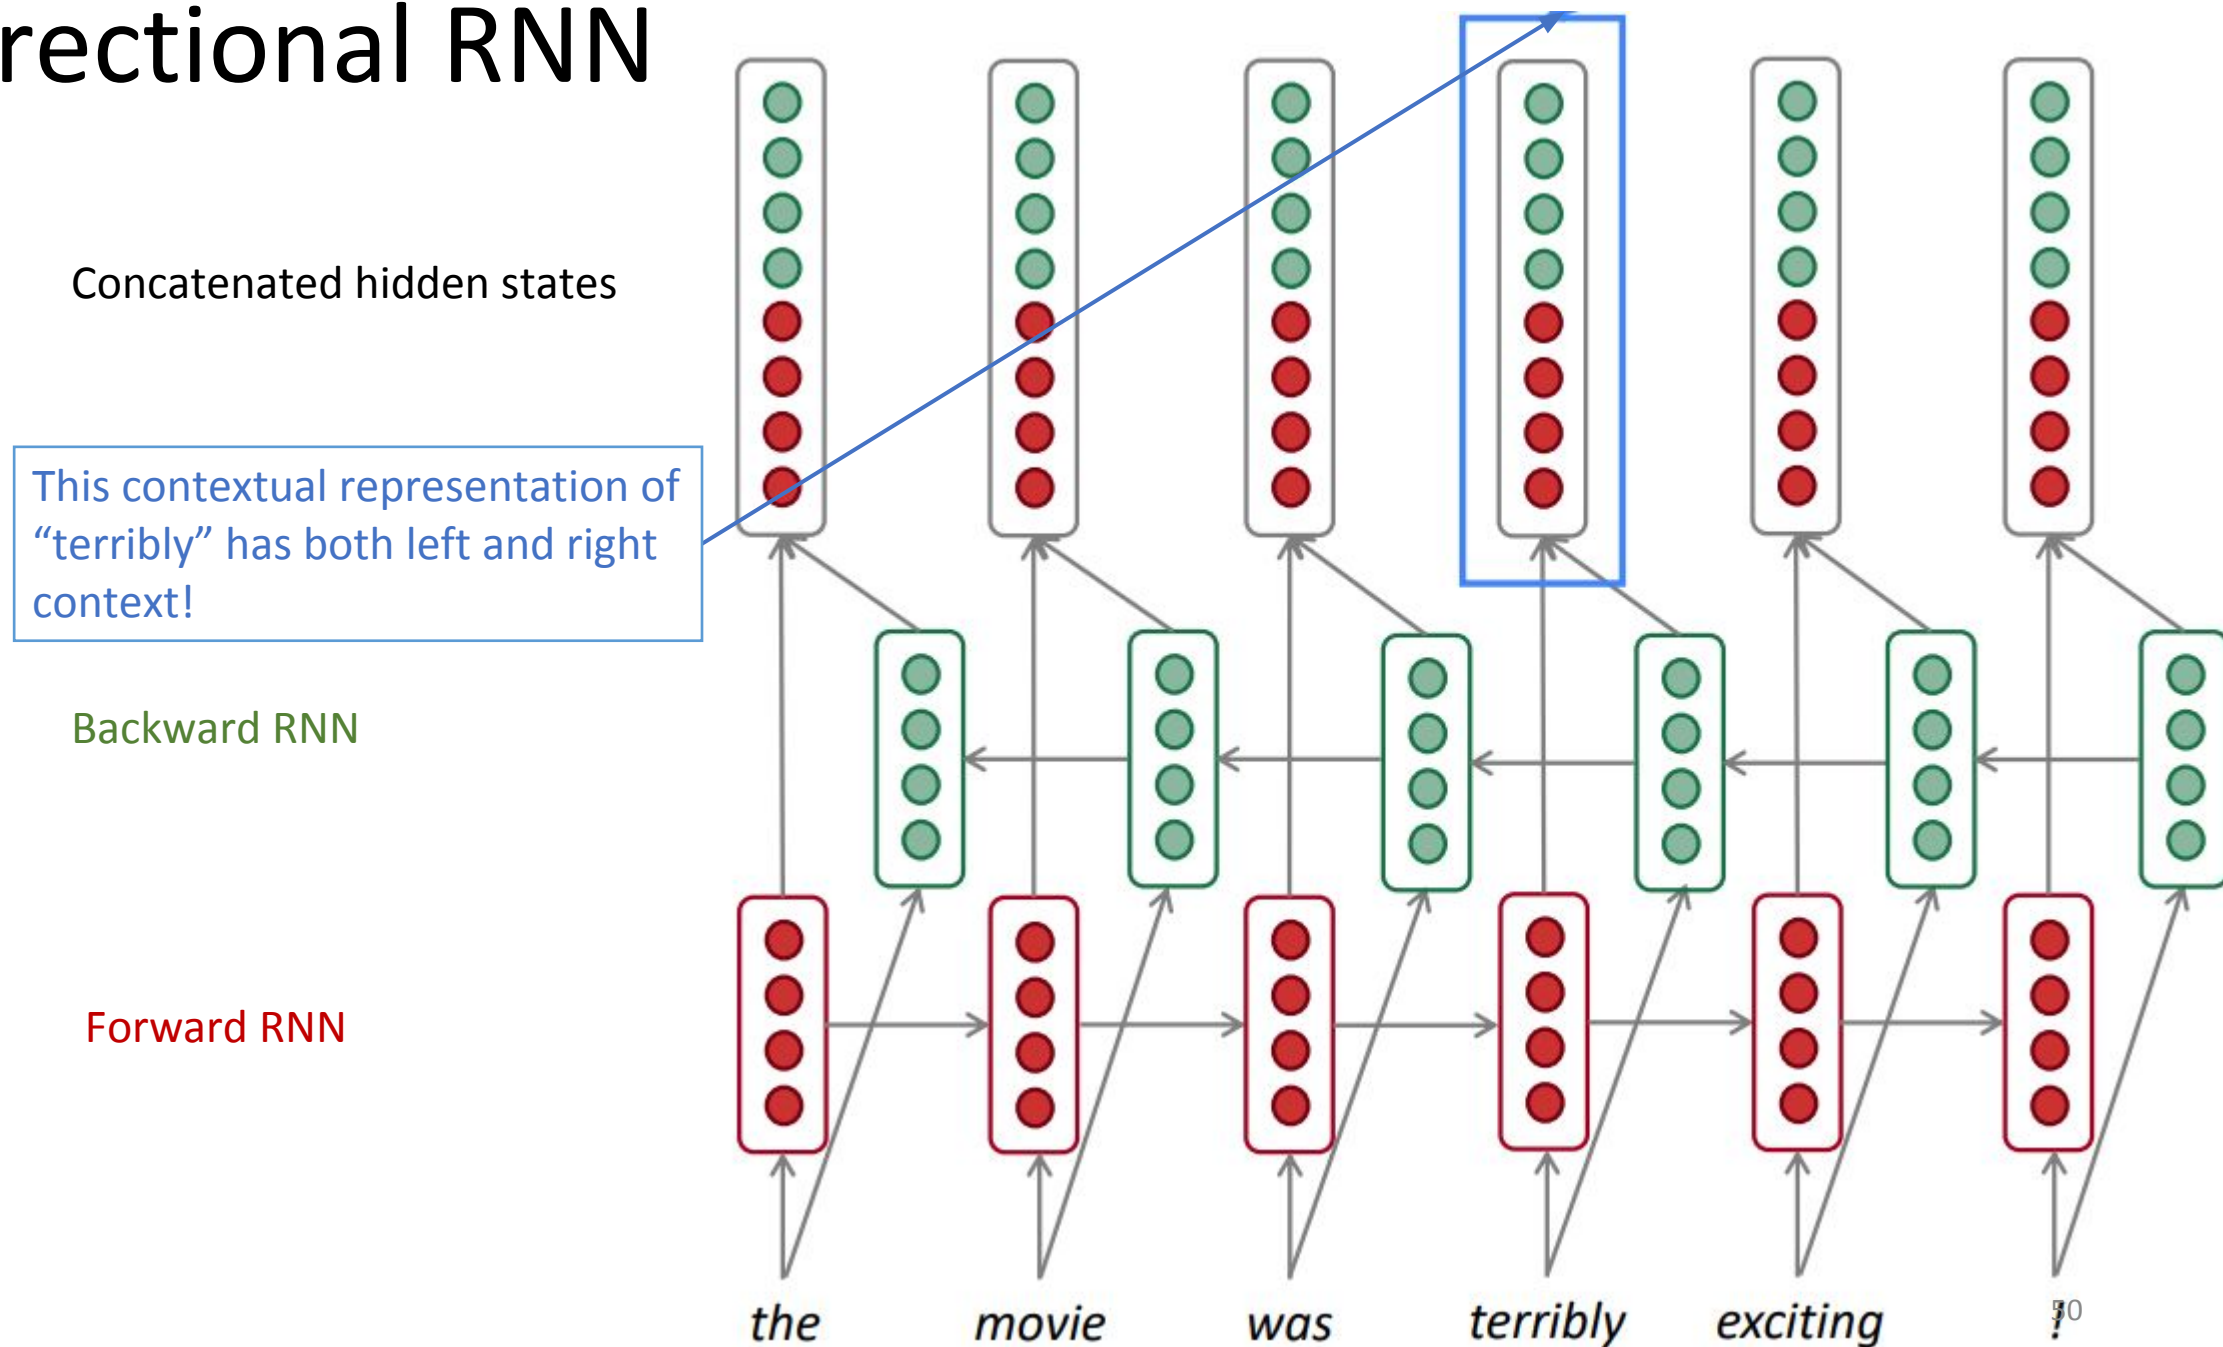 rectional RNN
Concatenated hidden states
This contextual representation of
“terribly” has both left and right
context!
Backward RNN
Forward RNN
the movie was terribly exciting !
50